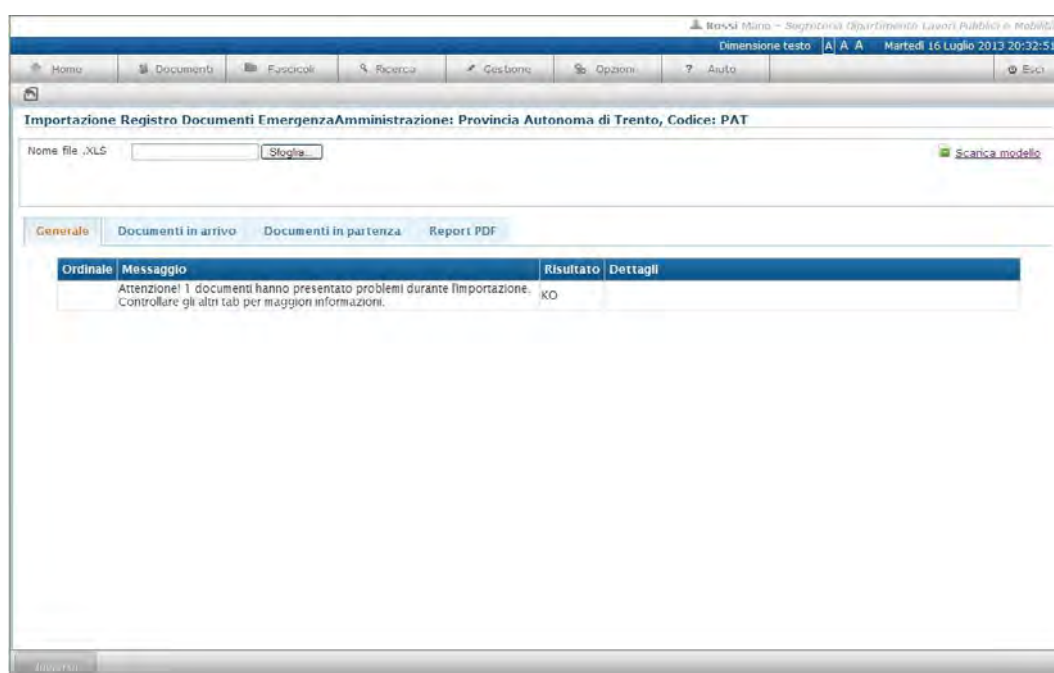 Rossi Mario - Segreteria Dipartimento Lavori Pubblici e Mobilità
Dimensione testo A A A Martedì 16 Luglio 2013 20:32:51
Home Documenti Fascicoli Ricerca Gestione Opzioni ? Aiuto Esci
Importazione Registro Documenti EmergenzaAmministrazione: Provincia Autonoma di Trento, Codice: PAT
Nome file .XLS Sfoglia... Scarica modello
Generale Documenti in arrivo Documenti in partenza Report PDF
Ordinale Messaggio Risultato Dettagli
Attenzione! 1 documenti hanno presentato problemi durante l'importazione.
Controllare gli altri tab per maggiori informazioni.
KO